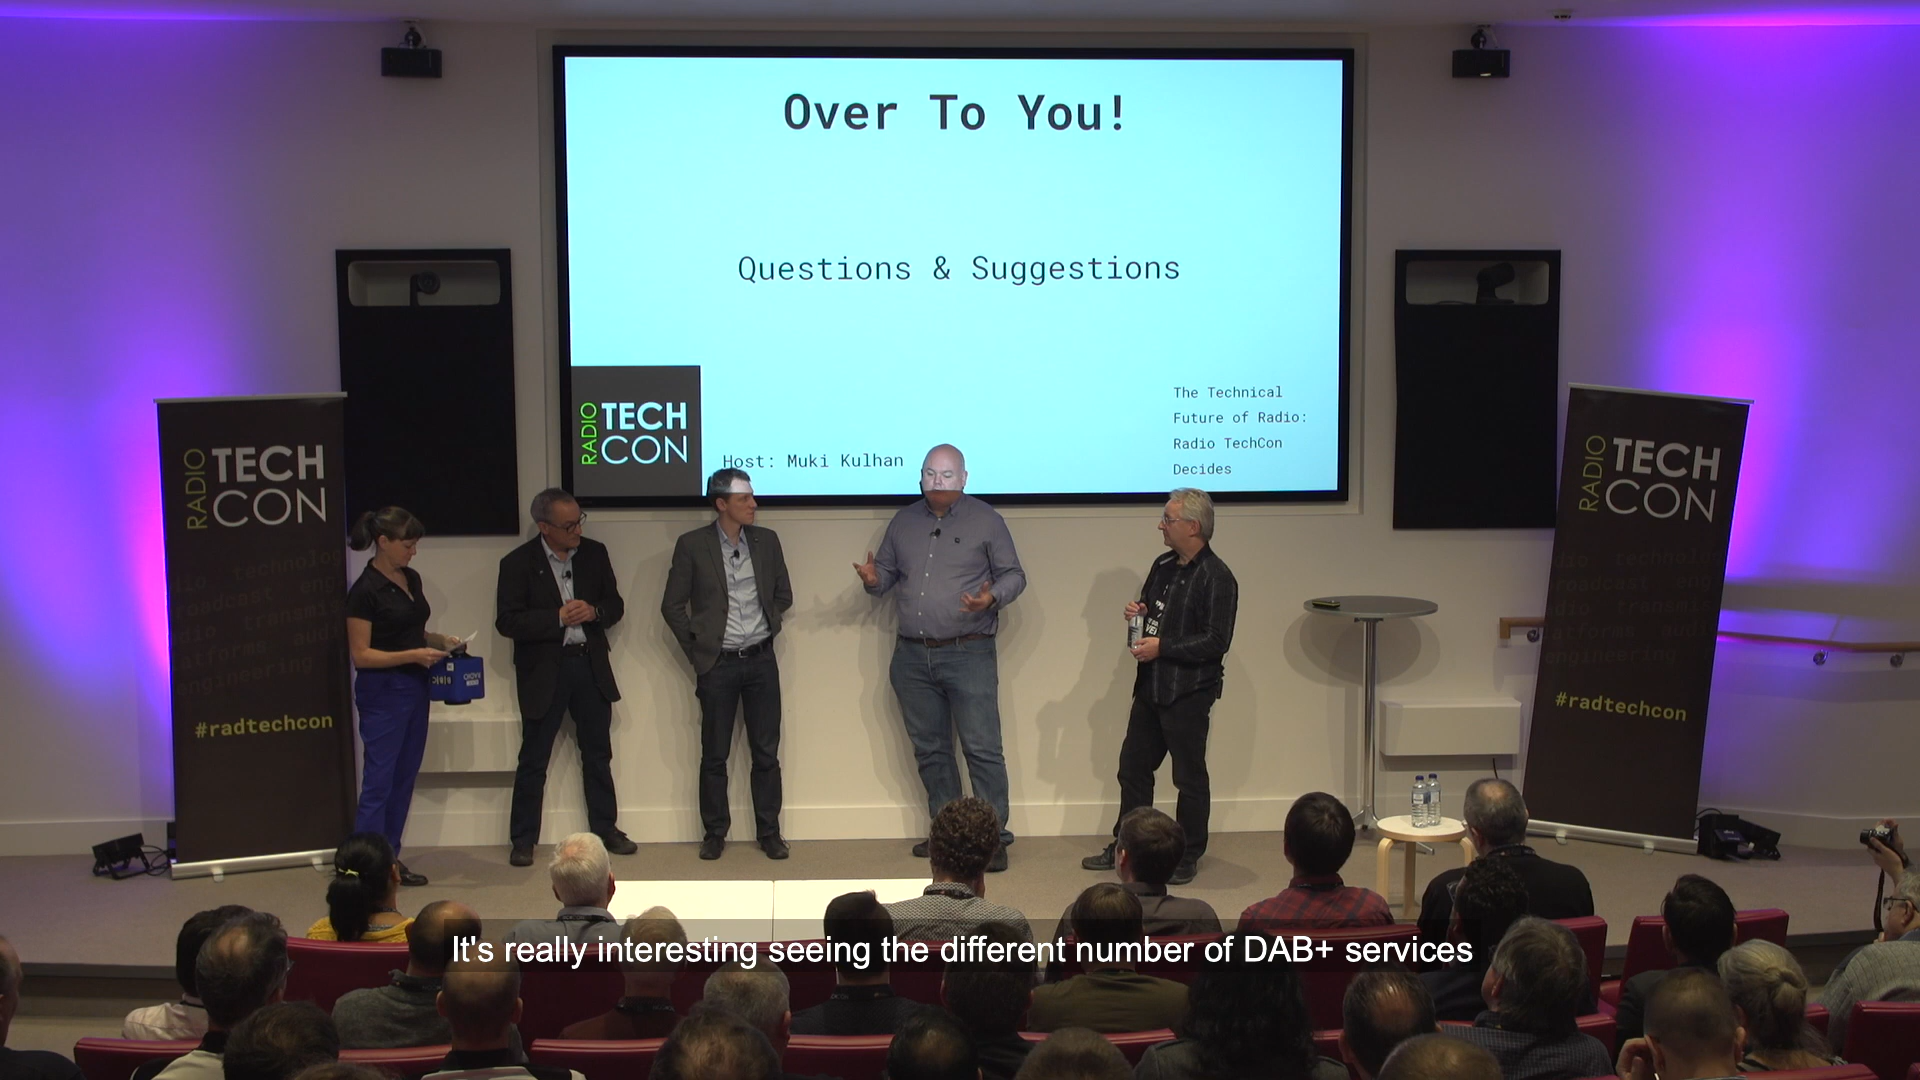 Over To You!
Questions & Suggestions
The Technical
Future of Radio:
Radio TechCon
Decides
Host: Muki Kulhan
RADIO TECH CON
RADIO TECH CON
#radtechcon
RADIO TECH CON
#radtechcon
It's really interesting seeing the different number of DAB+ services